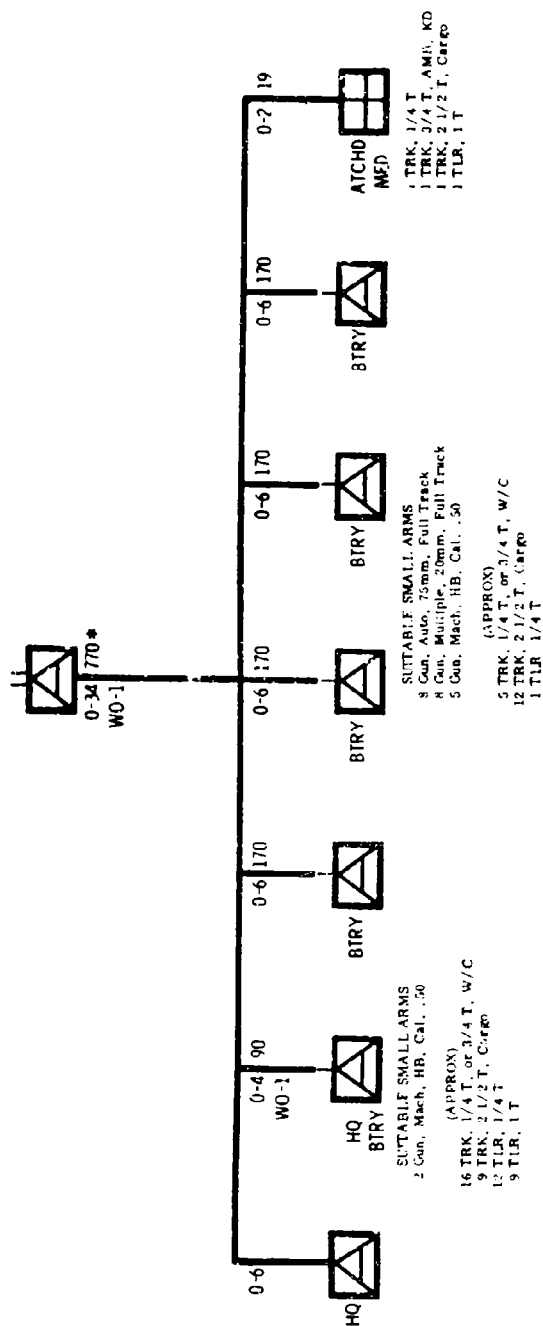 0-34 770*
WO-1
0-6
HQ
0-4 90
WO-1
HQ
BTRY
SUITABLE SMALL ARMS
2 Gun, Mach, HB, Cal. .50
(APPROX)
16 TRK, 1/4 T, or 3/4 T, W/C
9 TRK, 2 1/2 T, Cargo
12 TLR, 1/4 T
9 TLR, 1 T
0-6 170
BTRY
0-6 170
BTRY
SUITABLE SMALL ARMS
8 Gun, Auto, 75mm, Full Track
8 Gun, Multiple, 20mm, Full Track
5 Gun, Mach, HB, Cal. .50
(APPROX)
5 TRK, 1/4 T, or 3/4 T, W/C
12 TRK, 2 1/2 T, Cargo
1 TLR 1/4 T
0-6 170
BTRY
0-6 170
BTRY
0-2 19
ATCHD
MED
1 TRK, 1/4 T
1 TRK, 3/4 T, AMB, KD
1 TRK, 2 1/2 T, Cargo
1 TLR, 1 T